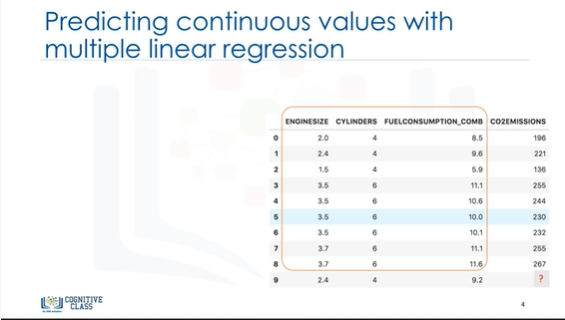 Predicting continuous values with
multiple linear regression
ENGINESIZE CYLINDERS FUELCONSUMPTION_COMB CO2EMISSIONS
0 2.0 4 8.5 196
1 2.4 4 9.6 221
2 1.5 4 5.9 136
3 3.5 6 11.1 255
4 3.5 6 10.6 244
5 3.5 6 10.0 230
6 3.5 6 10.1 232
7 3.7 6 11.1 255
8 3.7 6 11.6 267
9 2.4 4 9.2 ?
COGNITIVE
CLASS
4